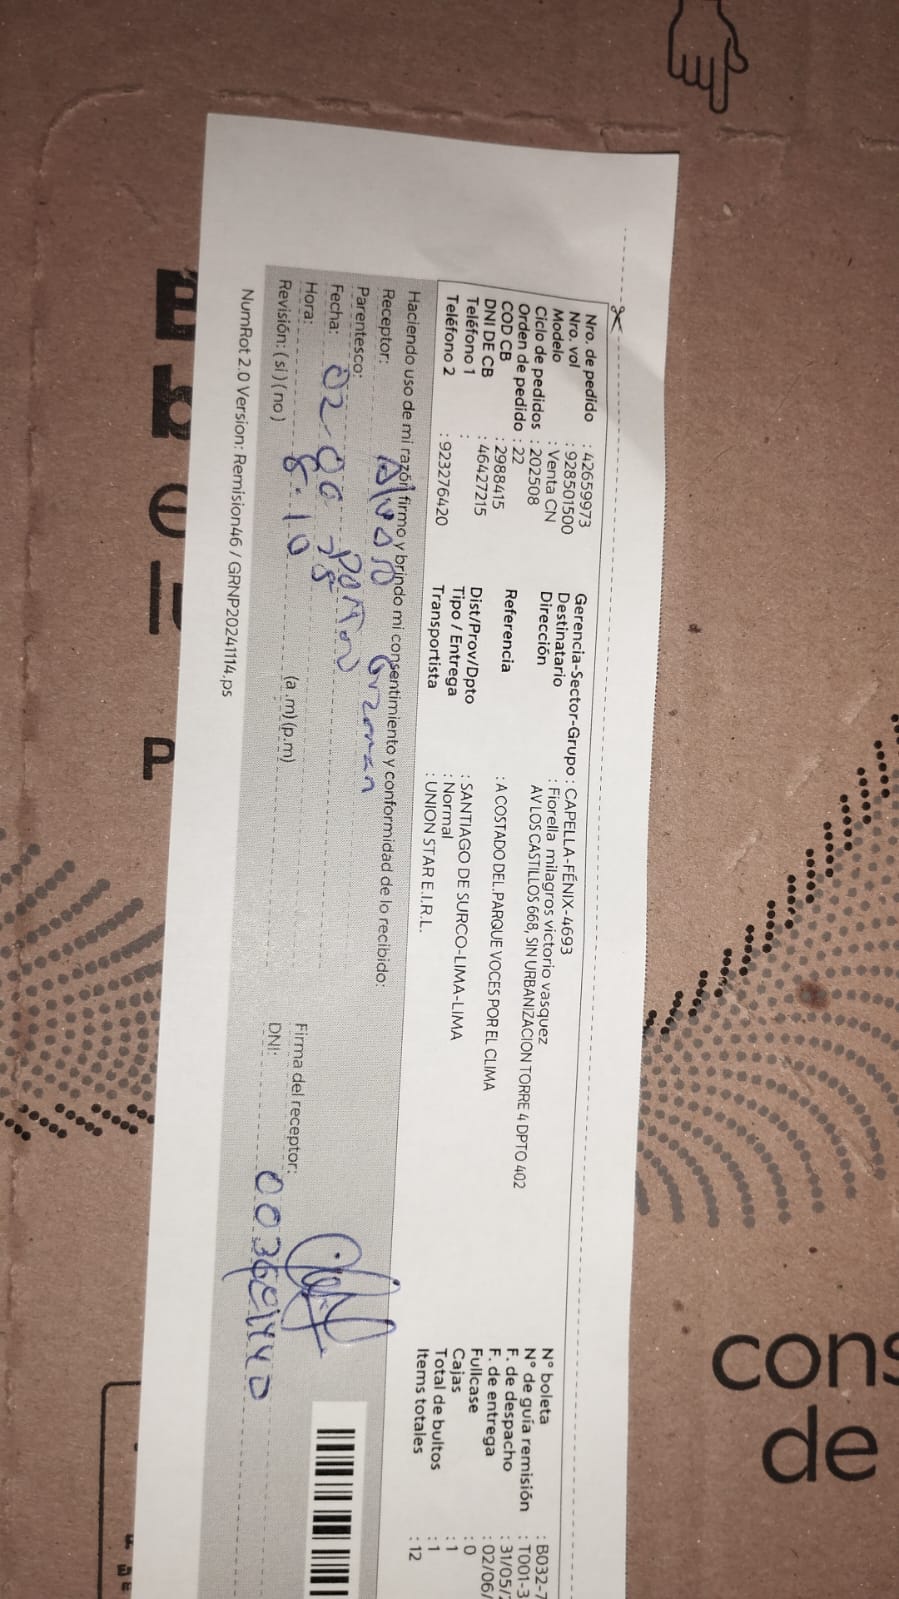 Nro. de pedido : 42659973
Nro. vol : 928501500
Modelo : Venta CN
Ciclo de pedidos : 202508
Orden de pedido : 22
COD CB : 2988415
DNI DE CB : 46427215
Teléfono 1 :
Teléfono 2 : 923276420
Gerencia-Sector-Grupo : CAPELLA-FÉNIX-4693
Destinatario : Fiorella milagros victorio vasquez
Dirección AV LOS CASTILLOS 668, SIN URBANIZACION TORRE 4 DPTO 402
Referencia : A COSTADO DEL PARQUE VOCES POR EL CLIMA
Dist/Prov/Dpto : SANTIAGO DE SURCO-LIMA-LIMA
Tipo / Entrega : Normal
Transportista : UNION STAR E.I.R.L.
N° boleta : B032-7
N° de guía remisión : T001-3
F. de despacho : 31/05/
F. de entrega : 02/06/
Fullcase : 0
Cajas : 1
Total de bultos : 1
Items totales : 12
Haciendo uso de mi razón firmo y brindo mi consentimiento y conformidad de lo recibido:
Receptor:
Parentesco:
Fecha:
Hora: 8:10 (a.m)(p.m)
Revisión: (si) (no)
Firma del receptor:
DNI:
NumRot 2.0 Version: Remision46 / GRNP20241114.ps
cons
de